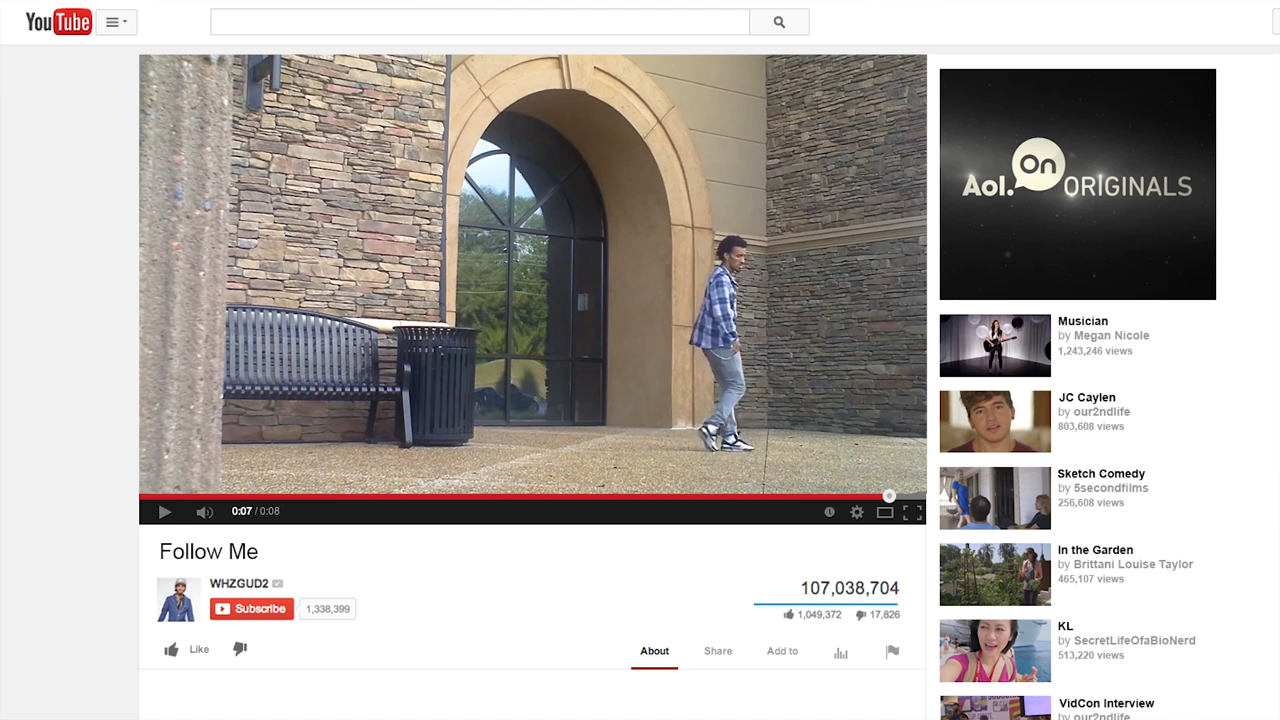 YouTube
0:07 / 0:08
Follow Me
WHZGUD2
Subscribe
1,338,399
107,038,704
1,049,372
17,826
Like
About
Share
Add to
Aol. On ORIGINALS
Musician
by Megan Nicole
1,243,246 views
JC Caylen
by our2ndlife
803,608 views
Sketch Comedy
by 5secondfilms
256,608 views
In the Garden
by Brittani Louise Taylor
465,107 views
KL
by SecretLifeOfaBioNerd
513,220 views
VidCon Interview
by our2ndlife